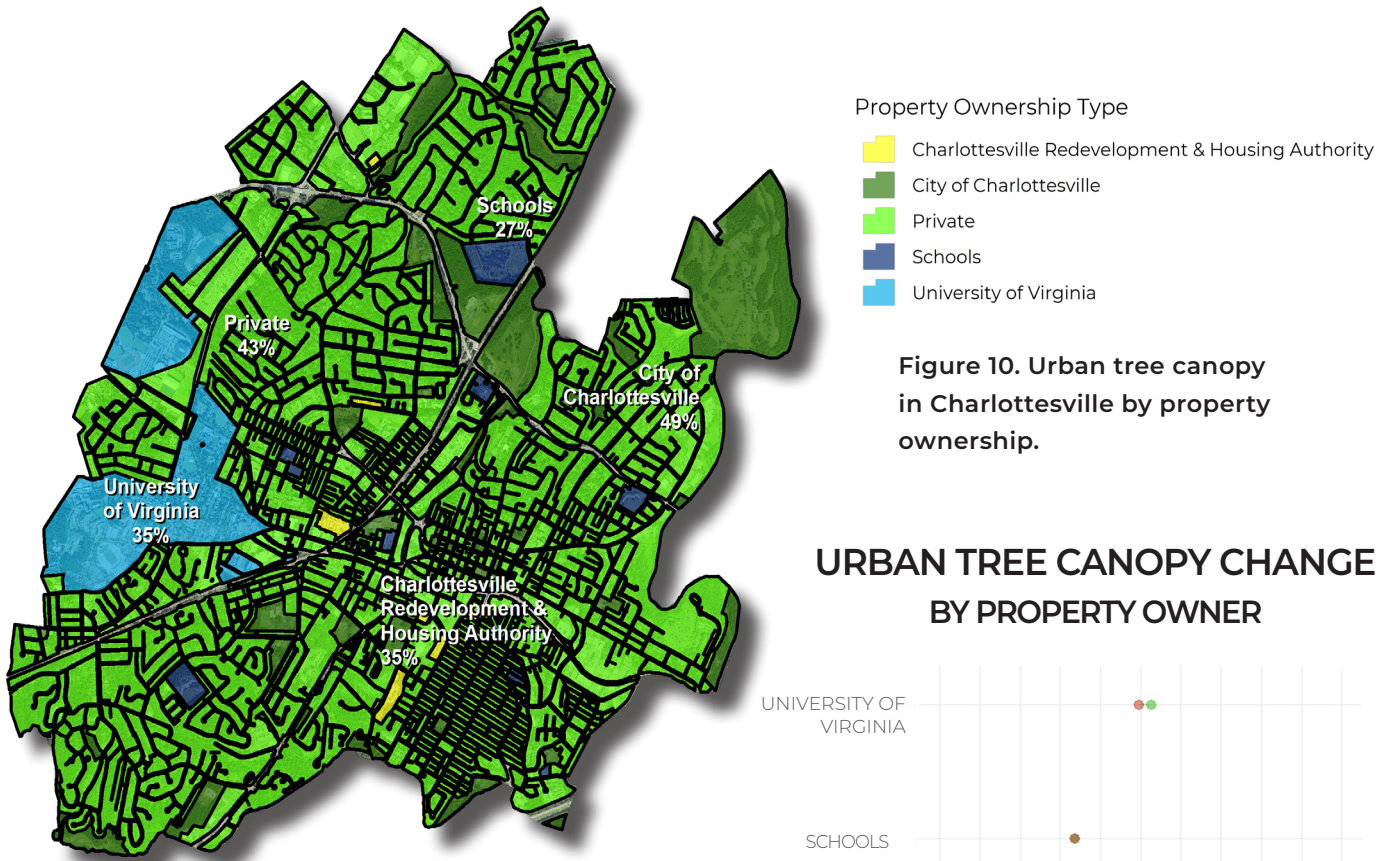 Schools
27%
Private
43%
City of
Charlottesville
49%
University
of Virginia
35%
Charlottesville
Redevelopment &
Housing Authority
35%
Property Ownership Type
Charlottesville Redevelopment & Housing Authority
City of Charlottesville
Private
Schools
University of Virginia
Figure 10. Urban tree canopy
in Charlottesville by property
ownership.
URBAN TREE CANOPY CHANGE
BY PROPERTY OWNER
UNIVERSITY OF
VIRGINIA
SCHOOLS